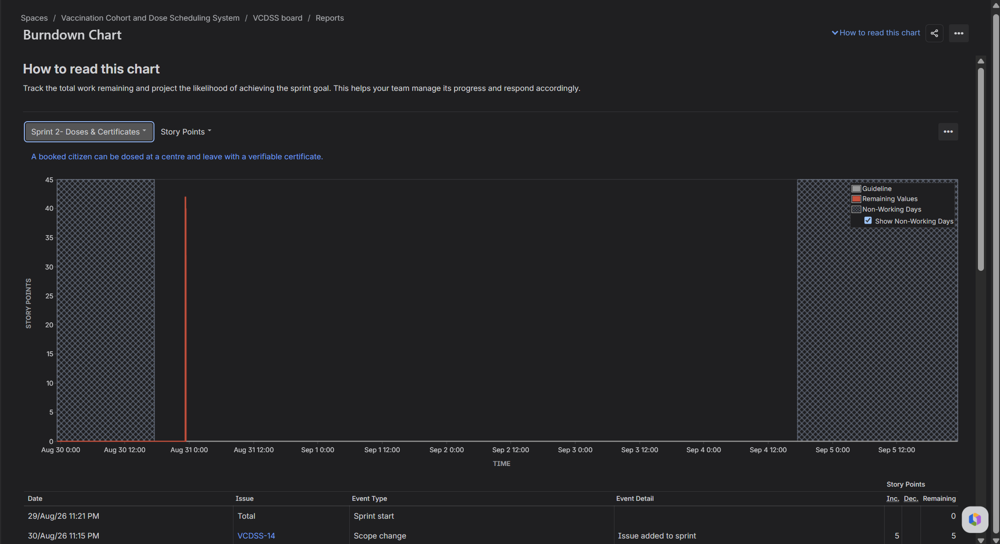 Spaces / Vaccination Cohort and Dose Scheduling System / VCDSS board / Reports
Burndown Chart
How to read this chart
How to read this chart
Track the total work remaining and project the likelihood of achieving the sprint goal. This helps your team manage its progress and respond accordingly.
Sprint 2- Doses & Certificates
Story Points
A booked citizen can be dosed at a centre and leave with a verifiable certificate.
45
40
35
30
25
20
15
10
5
0
STORY POINTS
Guideline
Remaining Values
Non-Working Days
Show Non-Working Days
Aug 30 0:00 Aug 30 12:00 Aug 31 0:00 Aug 31 12:00 Sep 1 0:00 Sep 1 12:00 Sep 2 0:00 Sep 2 12:00 Sep 3 0:00 Sep 3 12:00 Sep 4 0:00 Sep 4 12:00 Sep 5 0:00 Sep 5 12:00
TIME
Story Points
Date Issue Event Type Event Detail Inc. Dec. Remaining
29/Aug/26 11:21 PM Total Sprint start 0
30/Aug/26 11:15 PM VCDSS-14 Scope change Issue added to sprint 5 5